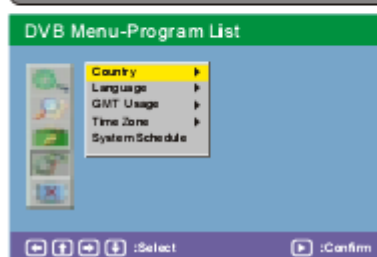 DVB Menu-Program List
Country
Language
GMT Usage
Time Zone
System Schedule
:Select :Confirm